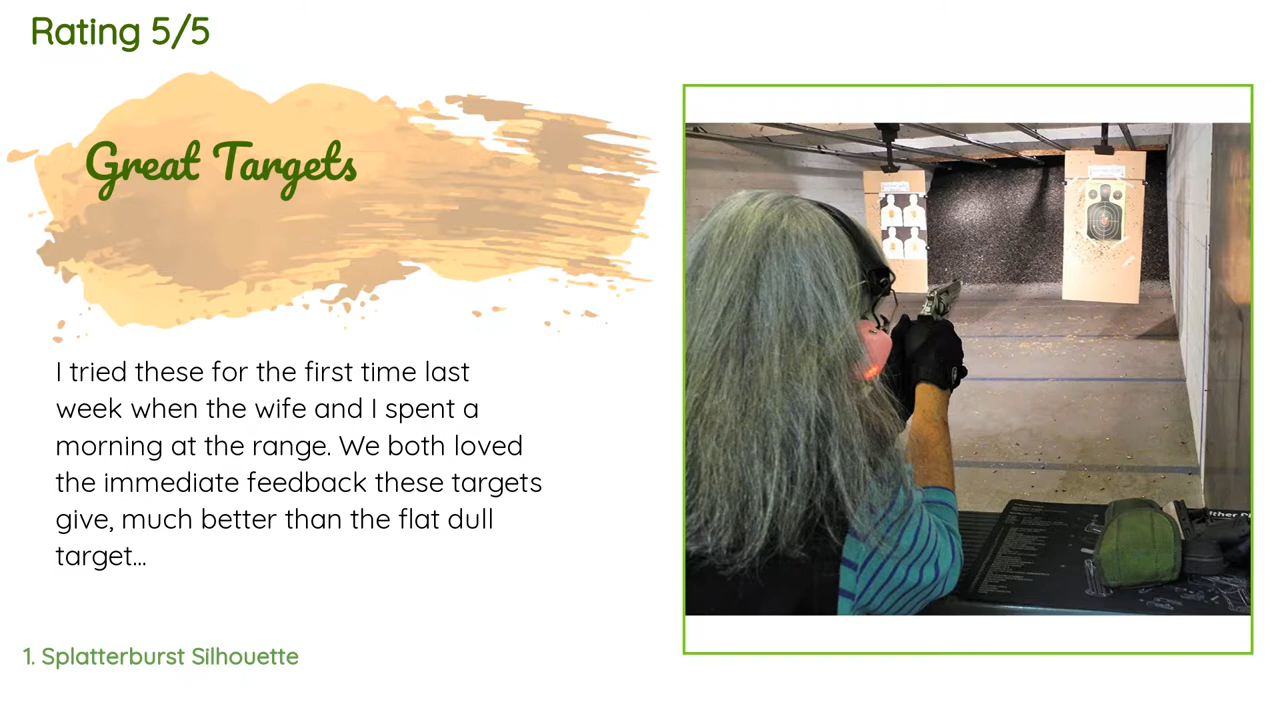 Rating 5/5
Great Targets
I tried these for the first time last
week when the wife and I spent a
morning at the range. We both loved
the immediate feedback these targets
give, much better than the flat dull
target...
1. Splatterburst Silhouette